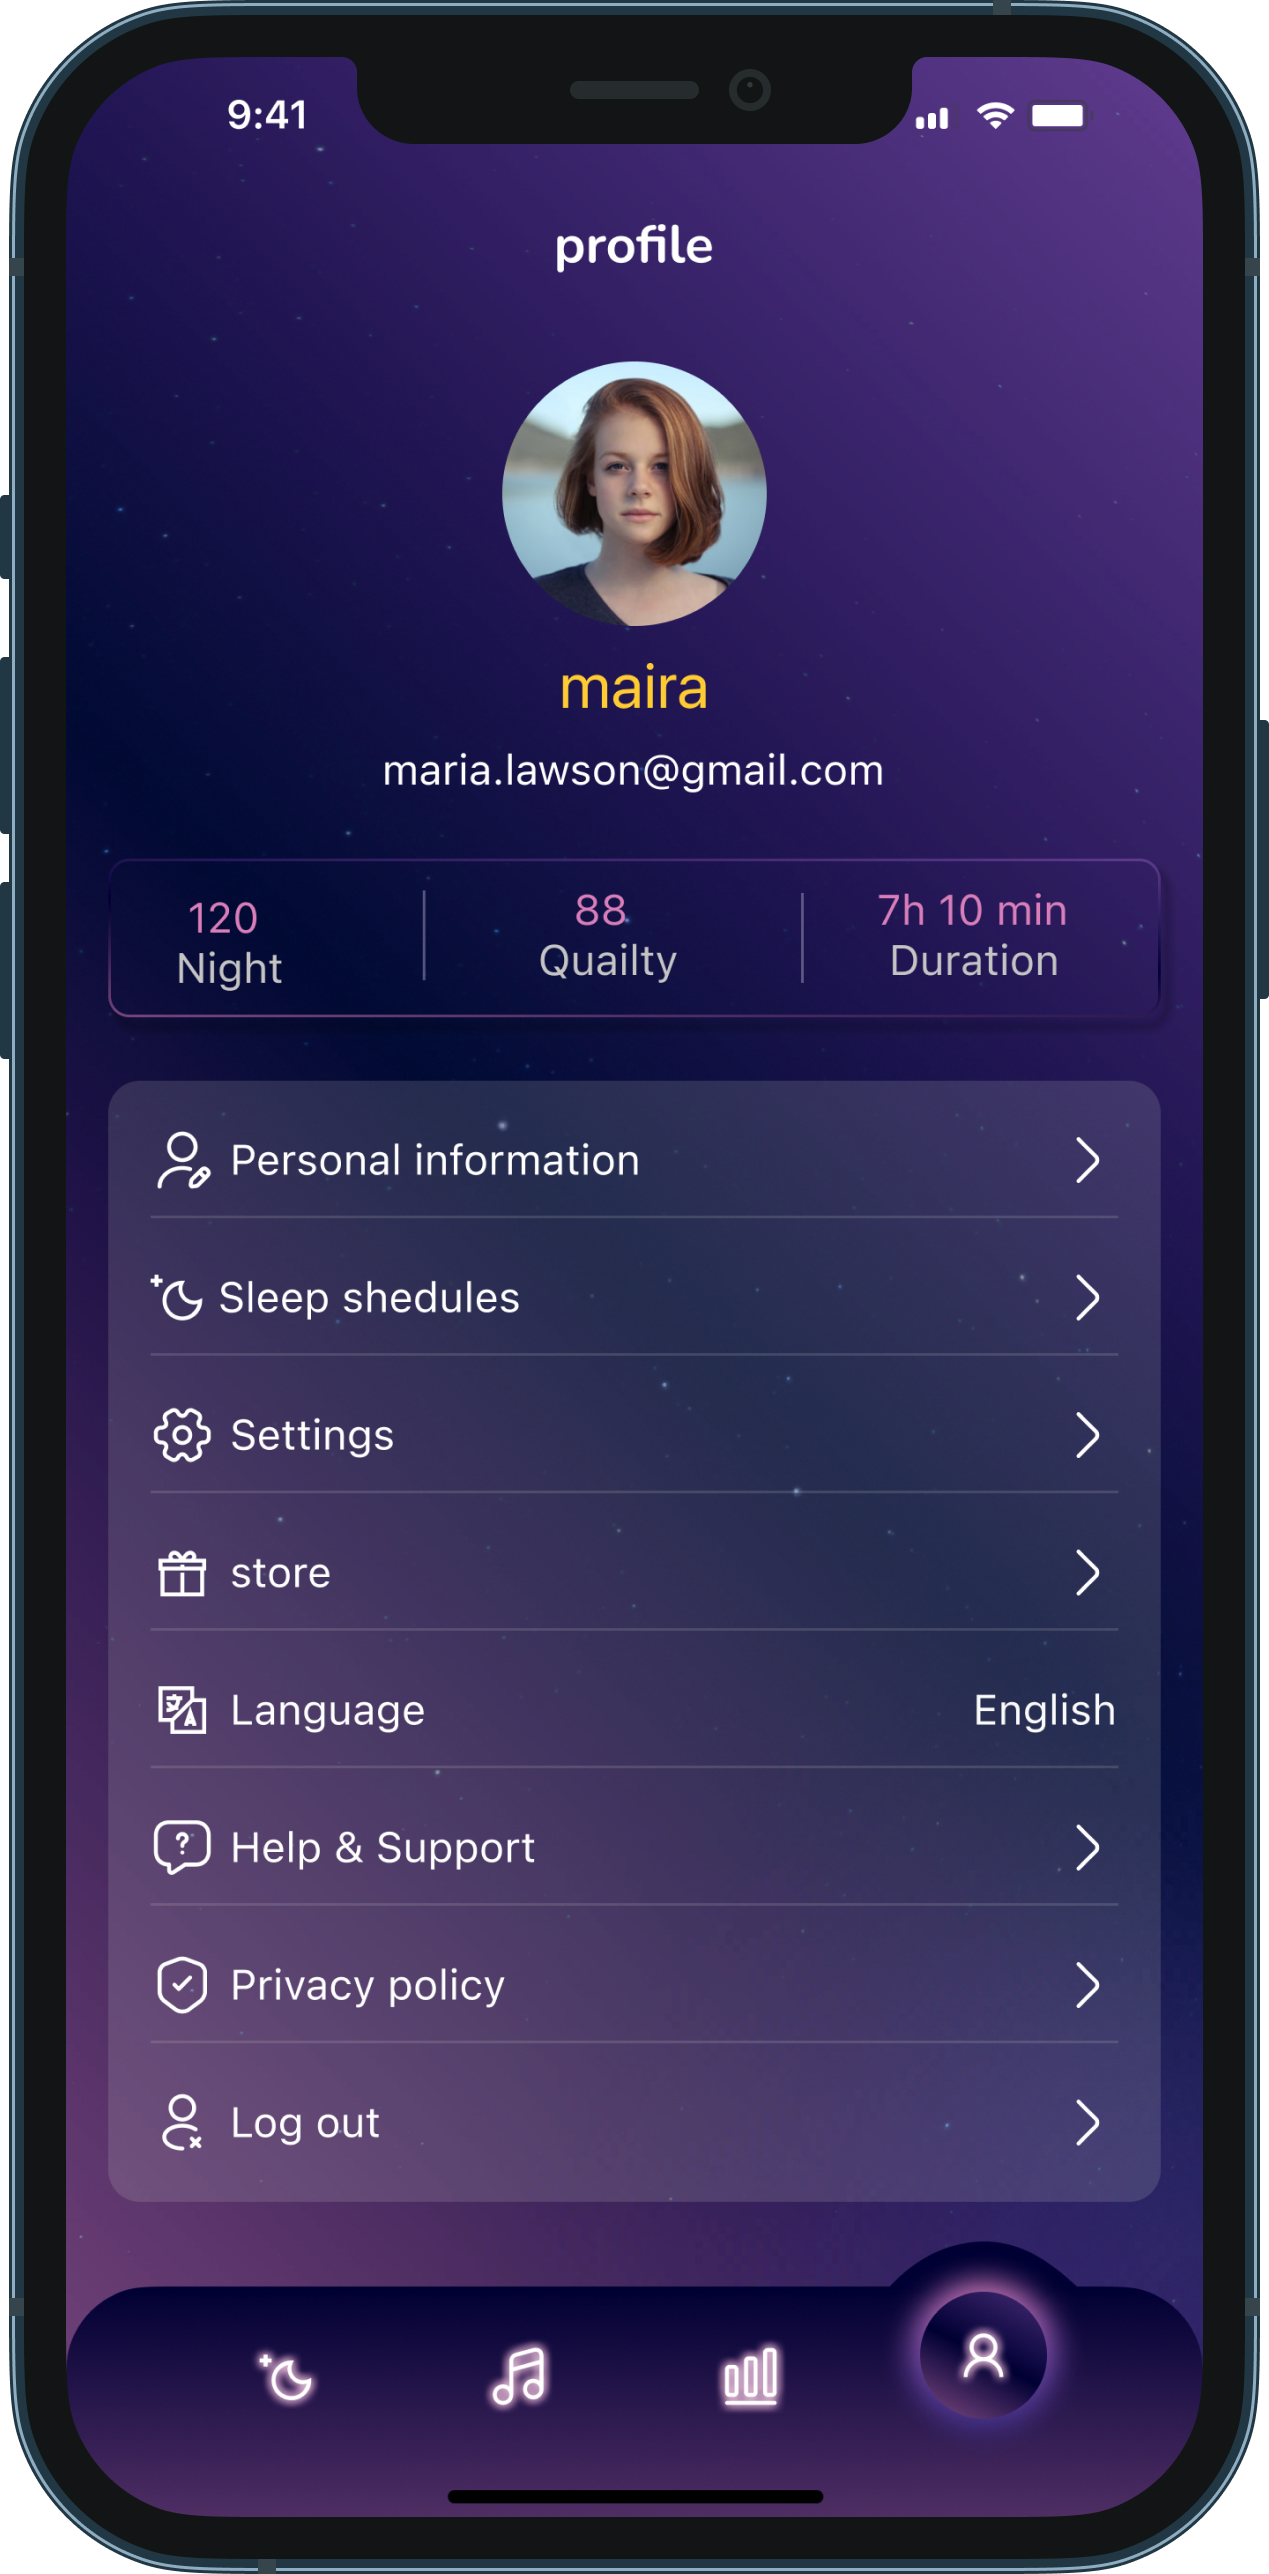 9:41
profile
maira
maria.lawson@gmail.com
120
Night
88
Quailty
7h 10 min
Duration
Personal information
Sleep shedules
Settings
store
Language
English
Help & Support
Privacy policy
Log out